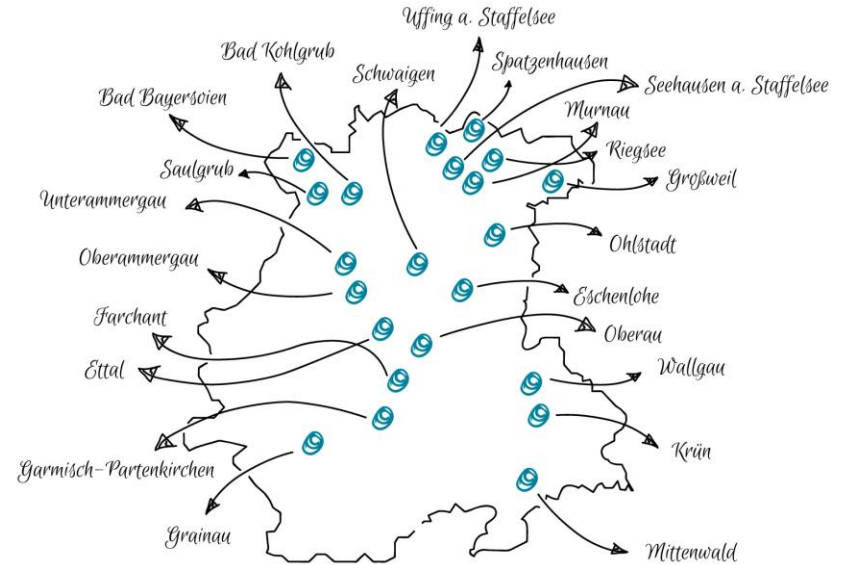 Uffing a. Staffelsee
Bad Kohlgrub
Spatzenhausen
Schwaigen
Seehausen a. Staffelsee
Bad Bayersoien
Murnau
Riegsee
Saulgrub
Großweil
Unterammergau
Ohlstadt
Oberammergau
Eschenlohe
Farchant
Oberau
Ettal
Wallgau
Krün
Garmisch-Partenkirchen
Grainau
Mittenwald